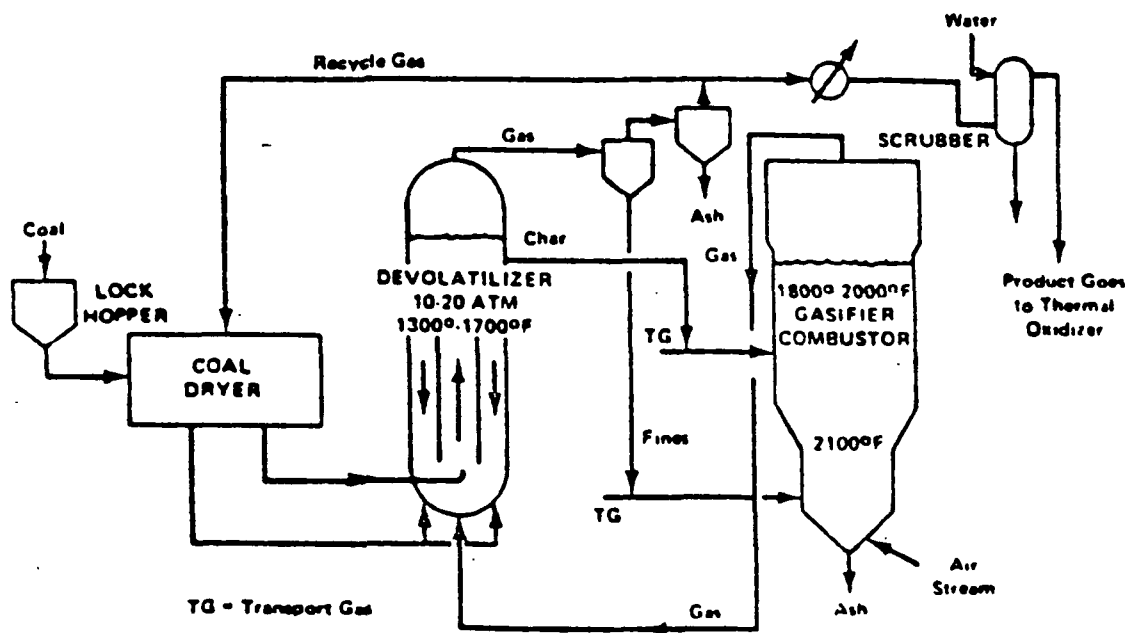 Water
Recycle Gas
SCRUBBER
Gas
Ash
Coal
LOCK
HOPPER
Char
Gas
DEVOLATILIZER
10-20 ATM
1300°-1700°F
1800° 2000°F
GASIFIER
COMBUSTOR
Product Goes
to Thermal
Oxidizer
TG
COAL
DRYER
Fines
2100°F
TG
Air
Stream
TG = Transport Gas
Gas
Ash